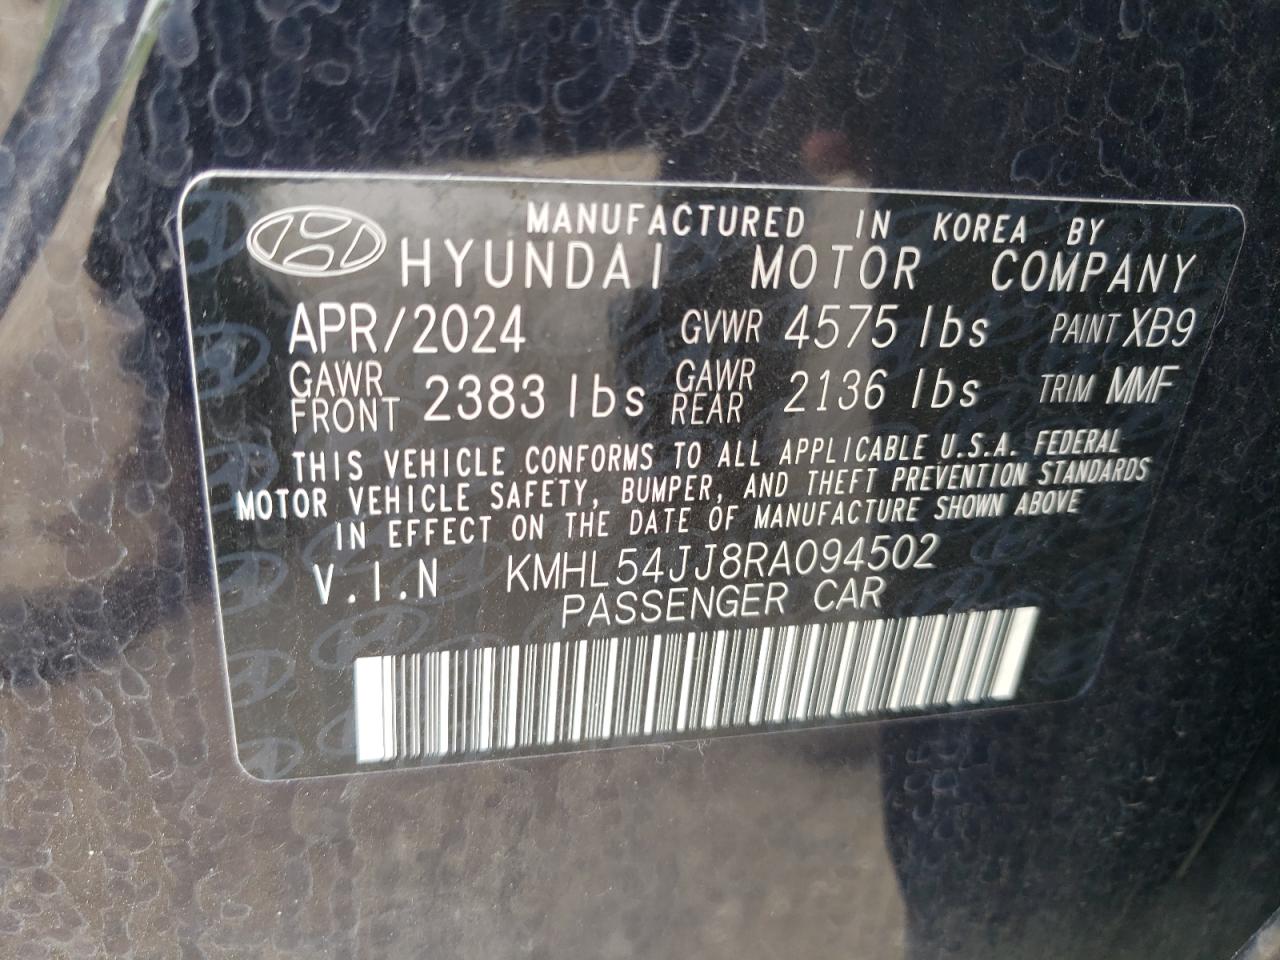 MANUFACTURED IN KOREA BY
HYUNDAI MOTOR COMPANY
APR/2024 GVWR 4575 lbs PAINT XB9
GAWR FRONT 2383 lbs GAWR REAR 2136 lbs TRIM MMF
THIS VEHICLE CONFORMS TO ALL APPLICABLE U.S.A. FEDERAL
MOTOR VEHICLE SAFETY, BUMPER, AND THEFT PREVENTION STANDARDS
IN EFFECT ON THE DATE OF MANUFACTURE SHOWN ABOVE
V.I.N KMHL54JJ8RA094502
PASSENGER CAR